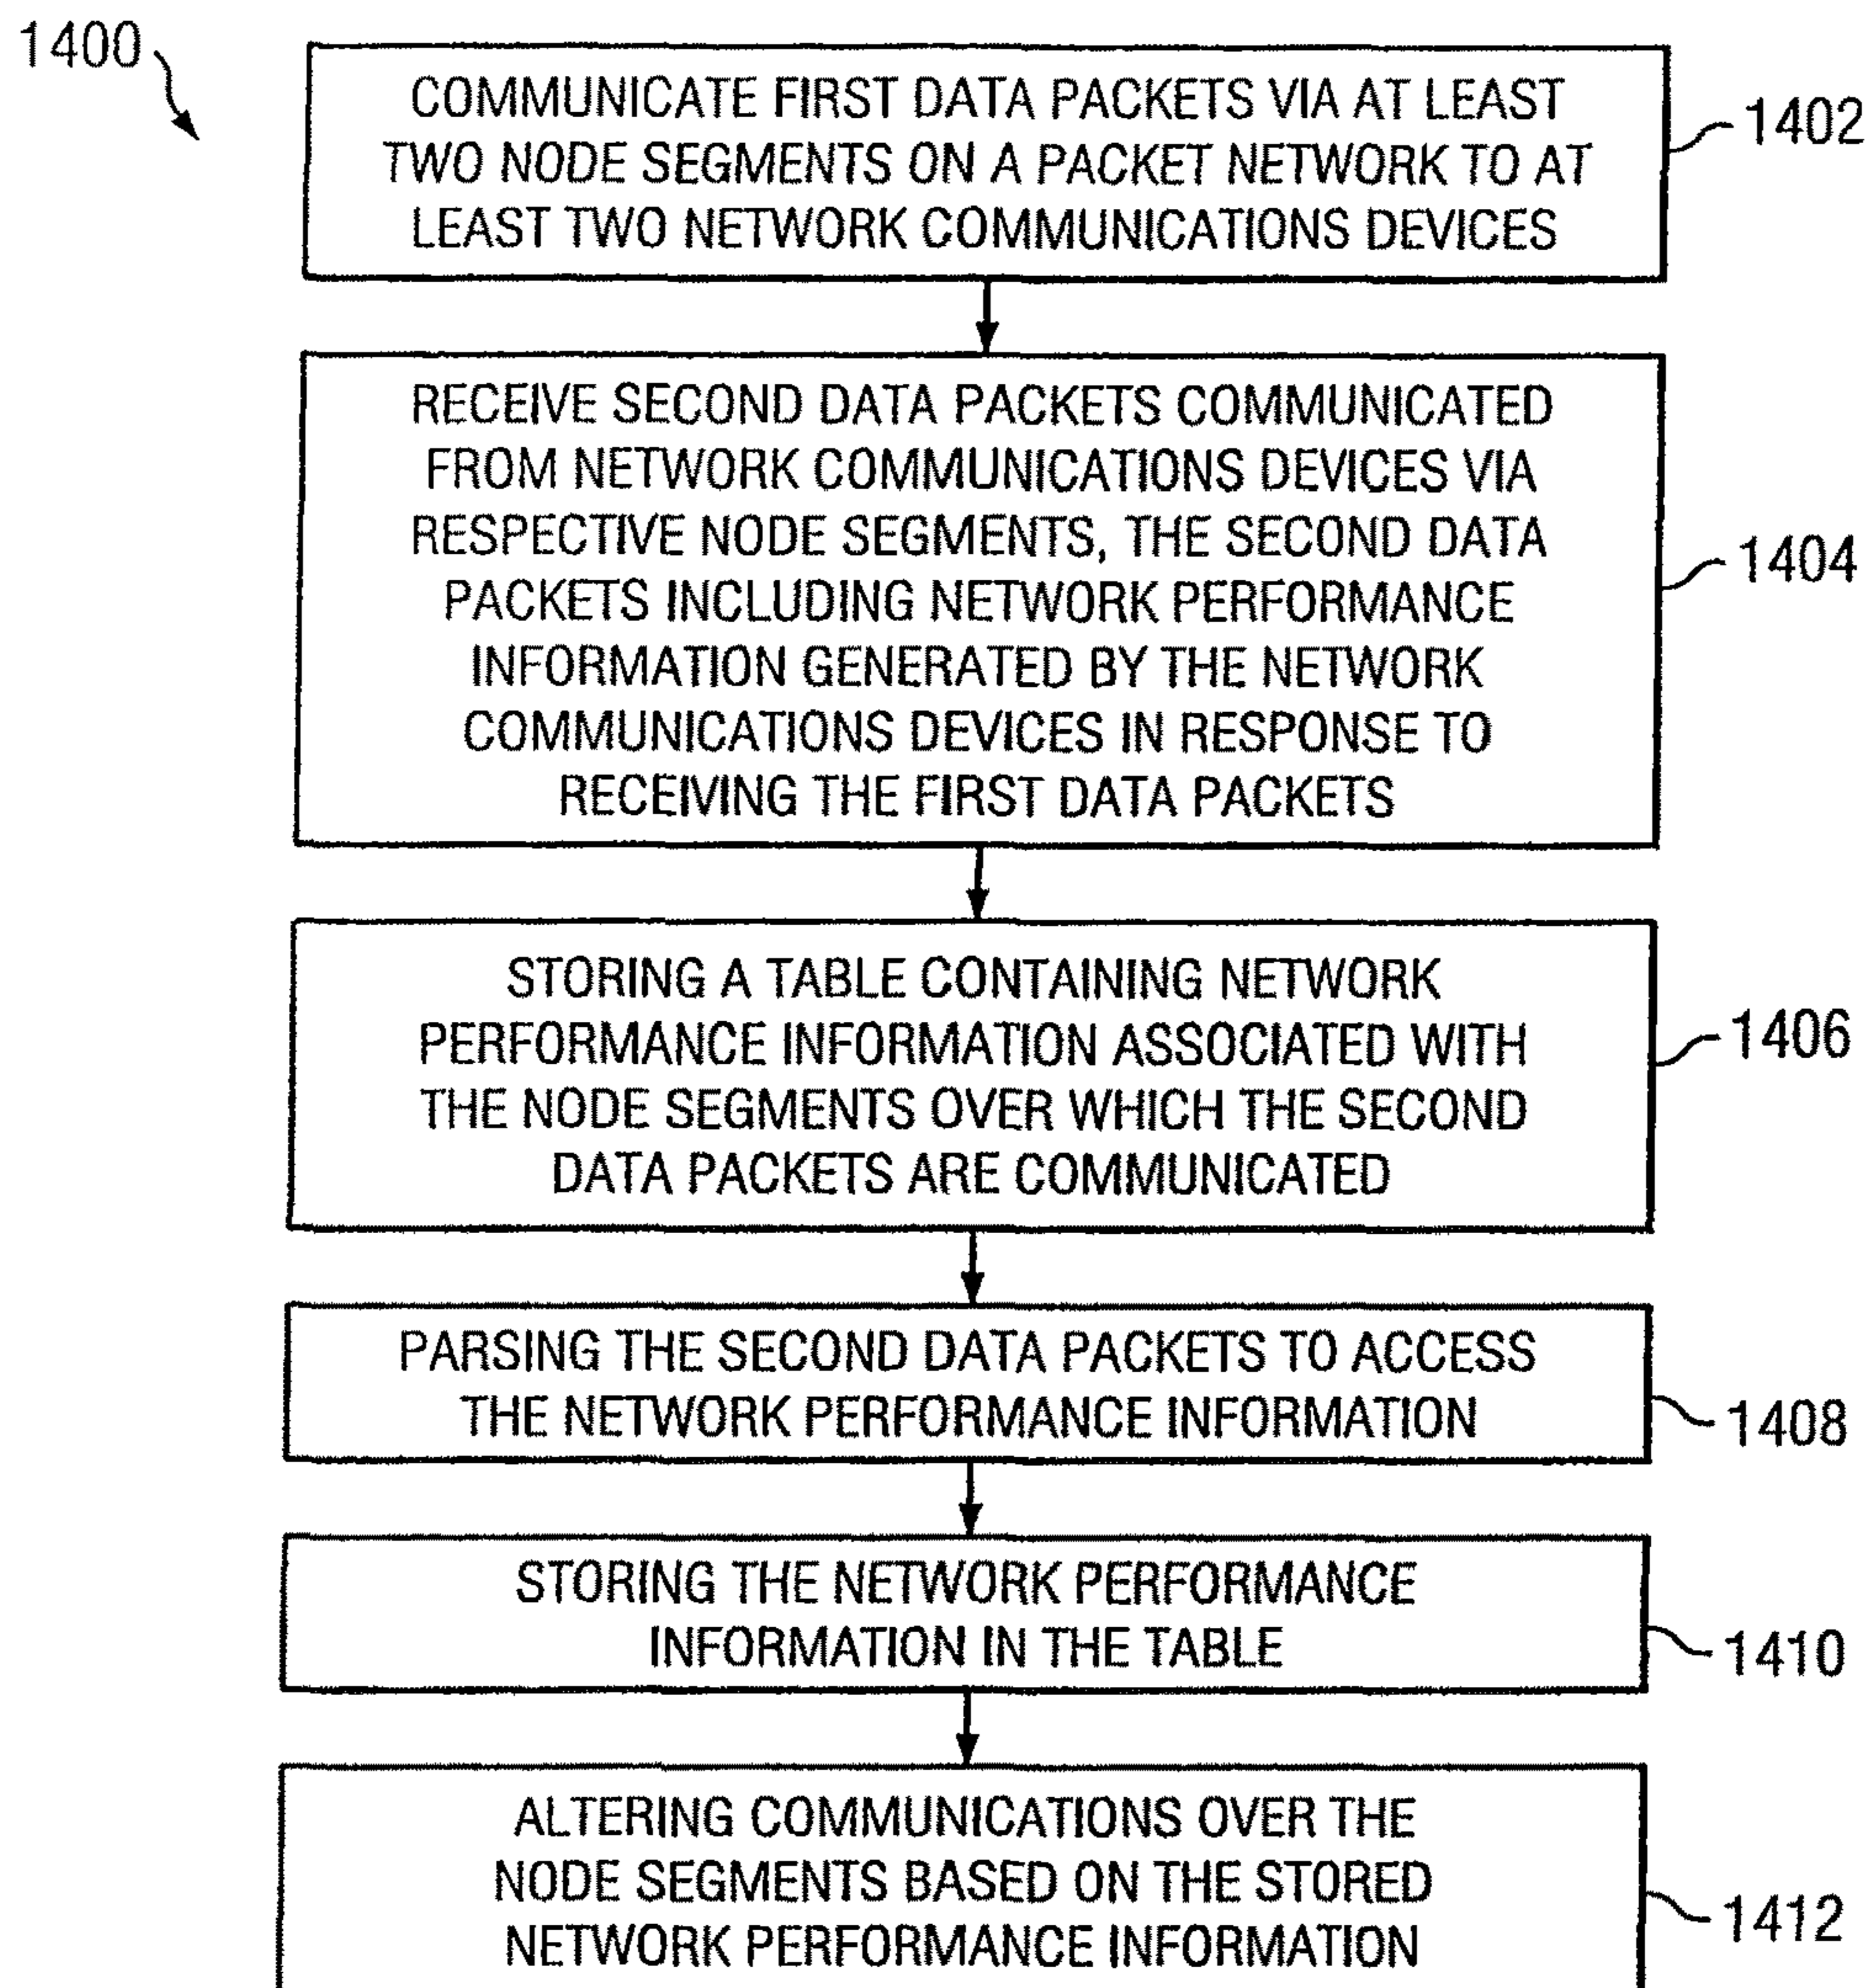 1400
COMMUNICATE FIRST DATA PACKETS VIA AT LEAST
TWO NODE SEGMENTS ON A PACKET NETWORK TO AT
LEAST TWO NETWORK COMMUNICATIONS DEVICES
1402
RECEIVE SECOND DATA PACKETS COMMUNICATED
FROM NETWORK COMMUNICATIONS DEVICES VIA
RESPECTIVE NODE SEGMENTS, THE SECOND DATA
PACKETS INCLUDING NETWORK PERFORMANCE
INFORMATION GENERATED BY THE NETWORK
COMMUNICATIONS DEVICES IN RESPONSE TO
RECEIVING THE FIRST DATA PACKETS
1404
STORING A TABLE CONTAINING NETWORK
PERFORMANCE INFORMATION ASSOCIATED WITH
THE NODE SEGMENTS OVER WHICH THE SECOND
DATA PACKETS ARE COMMUNICATED
1406
PARSING THE SECOND DATA PACKETS TO ACCESS
THE NETWORK PERFORMANCE INFORMATION
1408
STORING THE NETWORK PERFORMANCE
INFORMATION IN THE TABLE
1410
ALTERING COMMUNICATIONS OVER THE
NODE SEGMENTS BASED ON THE STORED
NETWORK PERFORMANCE INFORMATION
1412